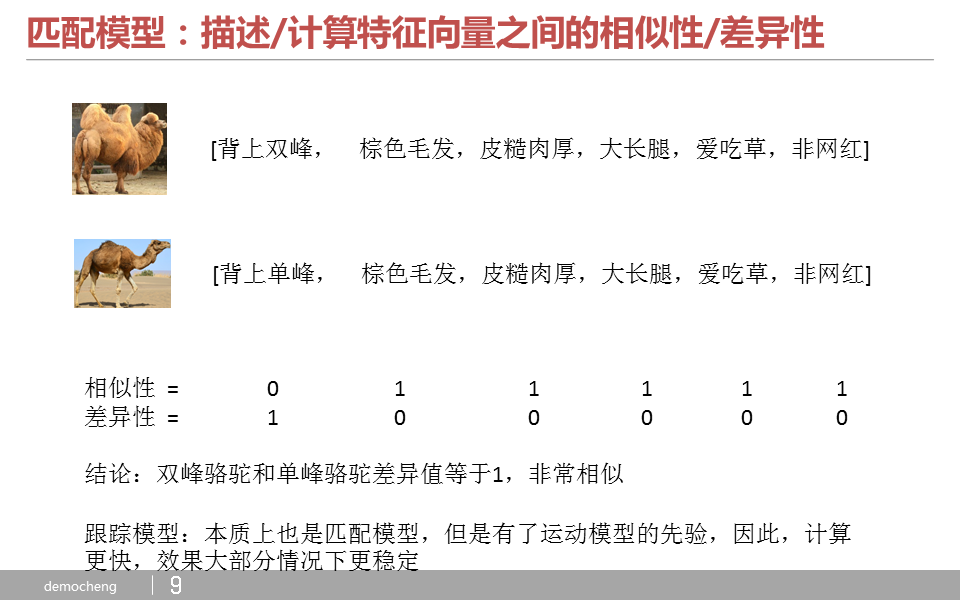 匹配模型：描述/计算特征向量之间的相似性/差异性
[背上双峰， 棕色毛发，皮糙肉厚，大长腿，爱吃草，非网红]
[背上单峰， 棕色毛发，皮糙肉厚，大长腿，爱吃草，非网红]
相似性 = 0 1 1 1 1 1
差异性 = 1 0 0 0 0 0
结论：双峰骆驼和单峰骆驼差异值等于1，非常相似
跟踪模型：本质上也是匹配模型，但是有了运动模型的先验，因此，计算
更快，效果大部分情况下更稳定
democheng 9